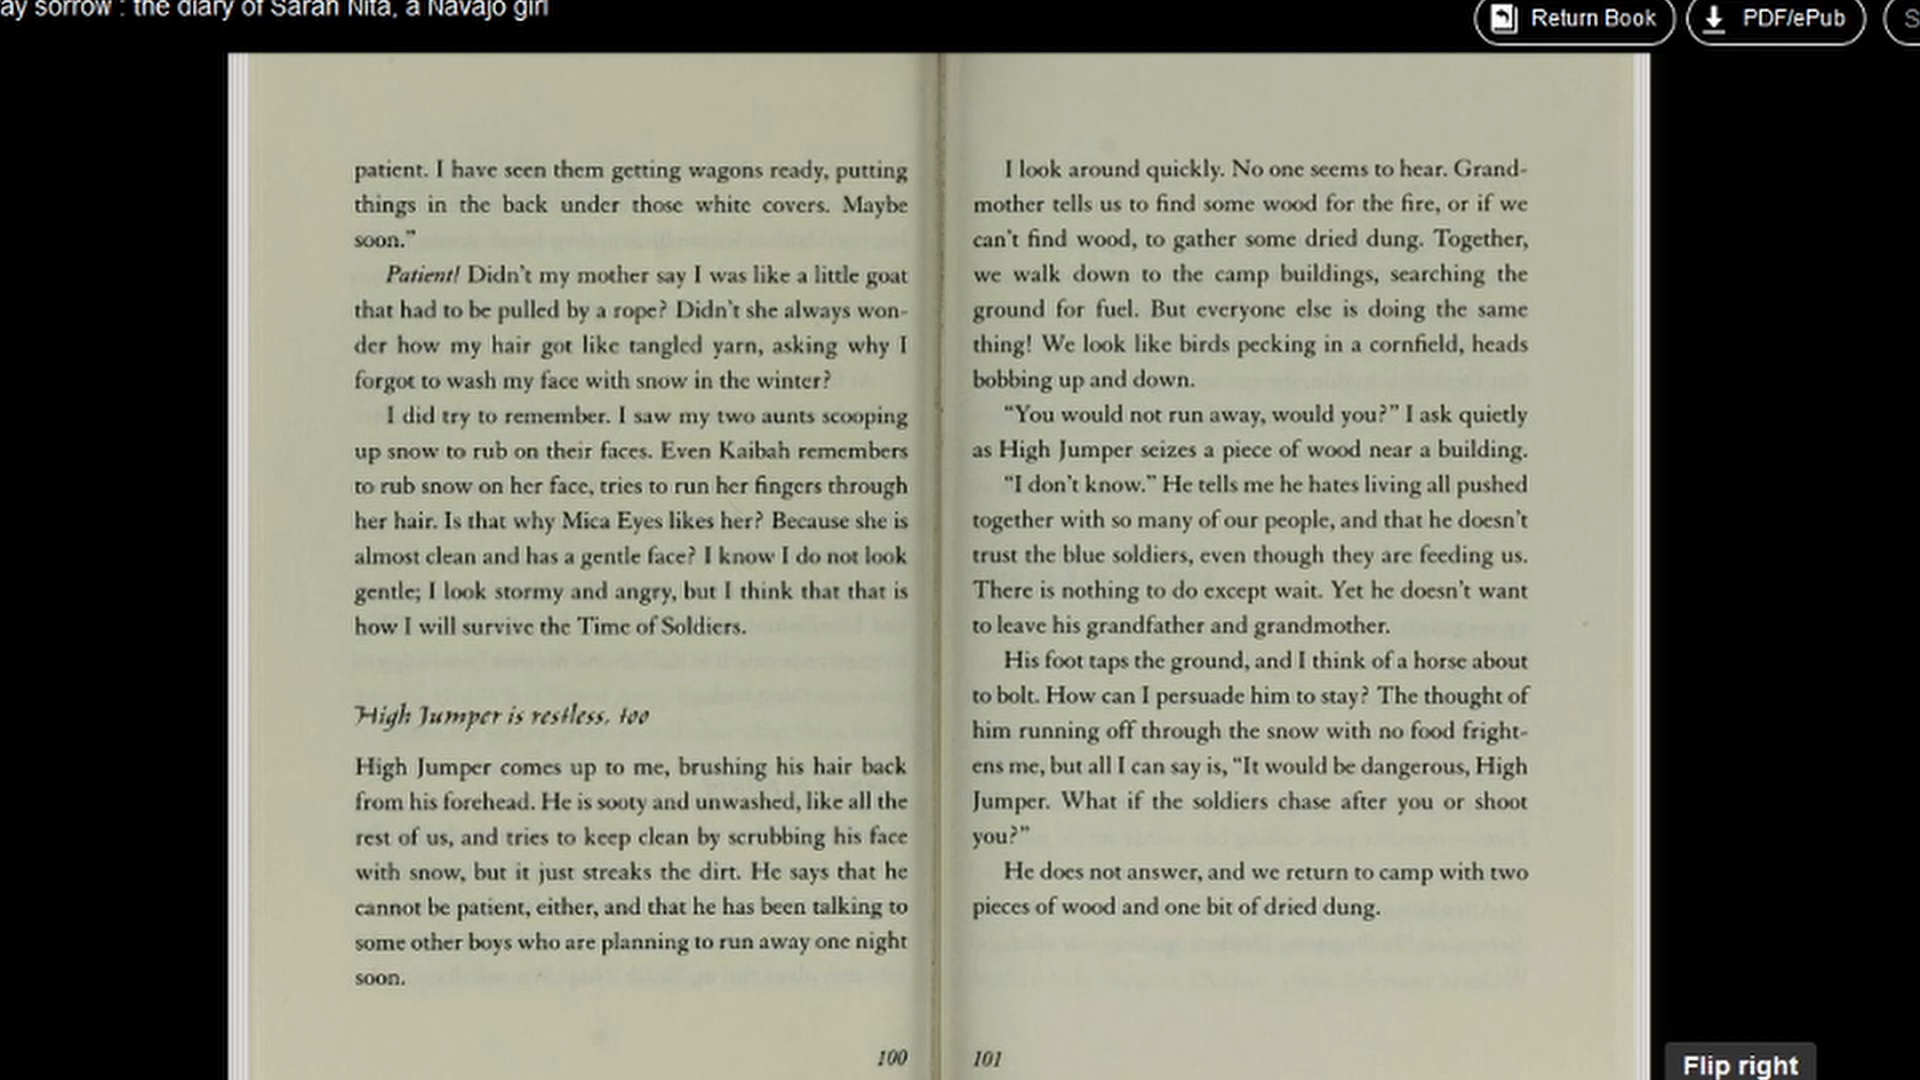 ay sorrow : the diary of Sarah Nita, a Navajo girl
Return Book
PDF/ePub
S
patient. I have seen them getting wagons ready, putting
things in the back under those white covers. Maybe
soon.”
Patient! Didn’t my mother say I was like a little goat
that had to be pulled by a rope? Didn’t she always won-
der how my hair got like tangled yarn, asking why I
forgot to wash my face with snow in the winter?
I did try to remember. I saw my two aunts scooping
up snow to rub on their faces. Even Kaibah remembers
to rub snow on her face, tries to run her fingers through
her hair. Is that why Mica Eyes likes her? Because she is
almost clean and has a gentle face? I know I do not look
gentle; I look stormy and angry, but I think that that is
how I will survive the Time of Soldiers.
High Jumper is restless, too
High Jumper comes up to me, brushing his hair back
from his forehead. He is sooty and unwashed, like all the
rest of us, and tries to keep clean by scrubbing his face
with snow, but it just streaks the dirt. He says that he
cannot be patient, either, and that he has been talking to
some other boys who are planning to run away one night
soon.
100
I look around quickly. No one seems to hear. Grand-
mother tells us to find some wood for the fire, or if we
can’t find wood, to gather some dried dung. Together,
we walk down to the camp buildings, searching the
ground for fuel. But everyone else is doing the same
thing! We look like birds pecking in a cornfield, heads
bobbing up and down.
“You would not run away, would you?” I ask quietly
as High Jumper seizes a piece of wood near a building.
“I don’t know.” He tells me he hates living all pushed
together with so many of our people, and that he doesn’t
trust the blue soldiers, even though they are feeding us.
There is nothing to do except wait. Yet he doesn’t want
to leave his grandfather and grandmother.
His foot taps the ground, and I think of a horse about
to bolt. How can I persuade him to stay? The thought of
him running off through the snow with no food fright-
ens me, but all I can say is, “It would be dangerous, High
Jumper. What if the soldiers chase after you or shoot
you?”
He does not answer, and we return to camp with two
pieces of wood and one bit of dried dung.
101
Flip right